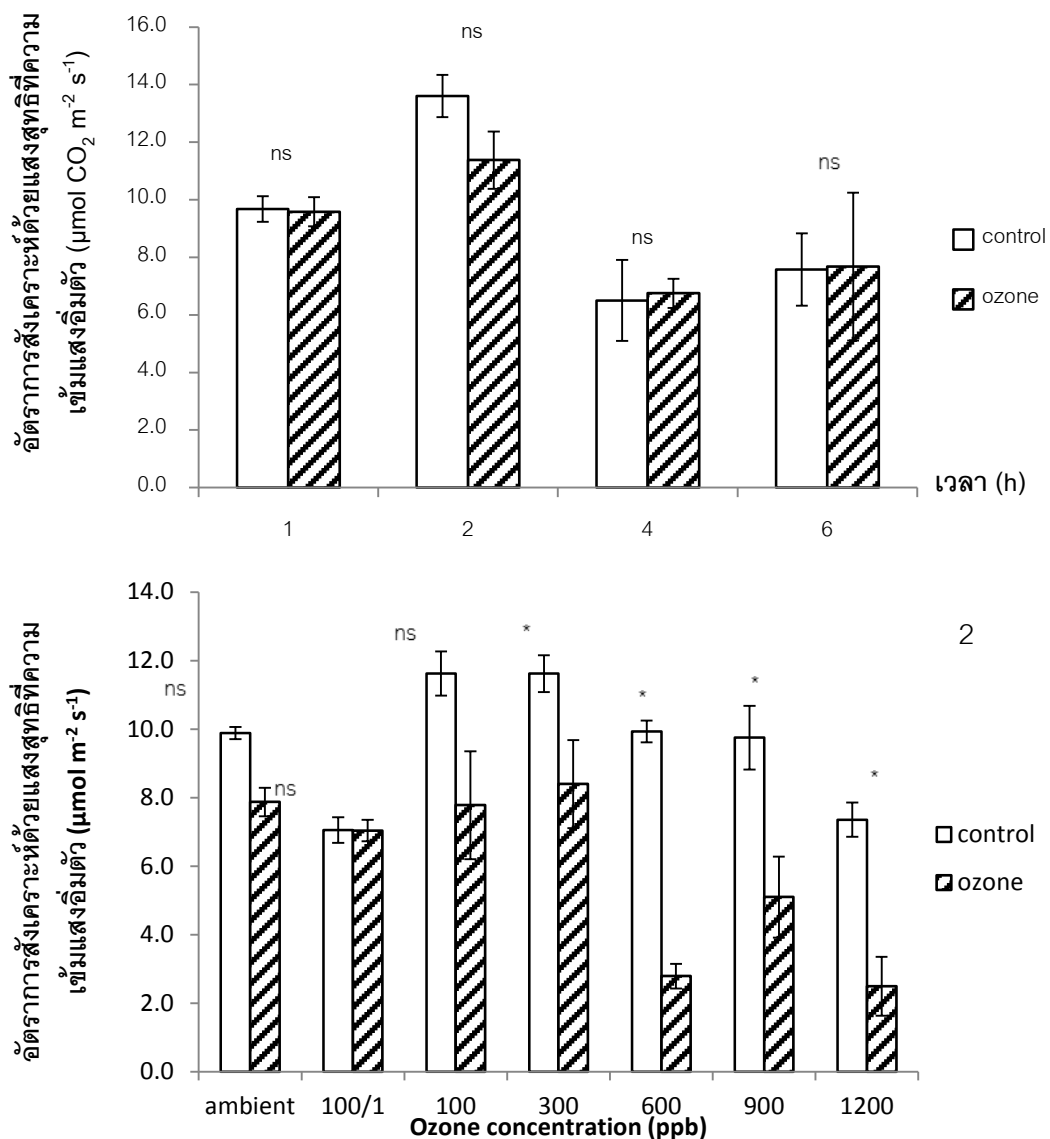 อัตราการสังเคราะห์ด้วยแสงสุทธิที่ความ
เข้มแสงอิ่มตัว (µmol CO2 m-2 s-1)
16.0
14.0
12.0
10.0
8.0
6.0
4.0
2.0
0.0
ns
ns
ns
ns
control
ozone
1
2
4
6
เวลา (h)
อัตราการสังเคราะห์ด้วยแสงสุทธิที่ความ
เข้มแสงอิ่มตัว (µmol m-2 s-1)
14.0
12.0
10.0
8.0
6.0
4.0
2.0
0.0
ns
ns
ns
*
*
*
*
2
control
ozone
ambient 100/1 100 300 600 900 1200
Ozone concentration (ppb)